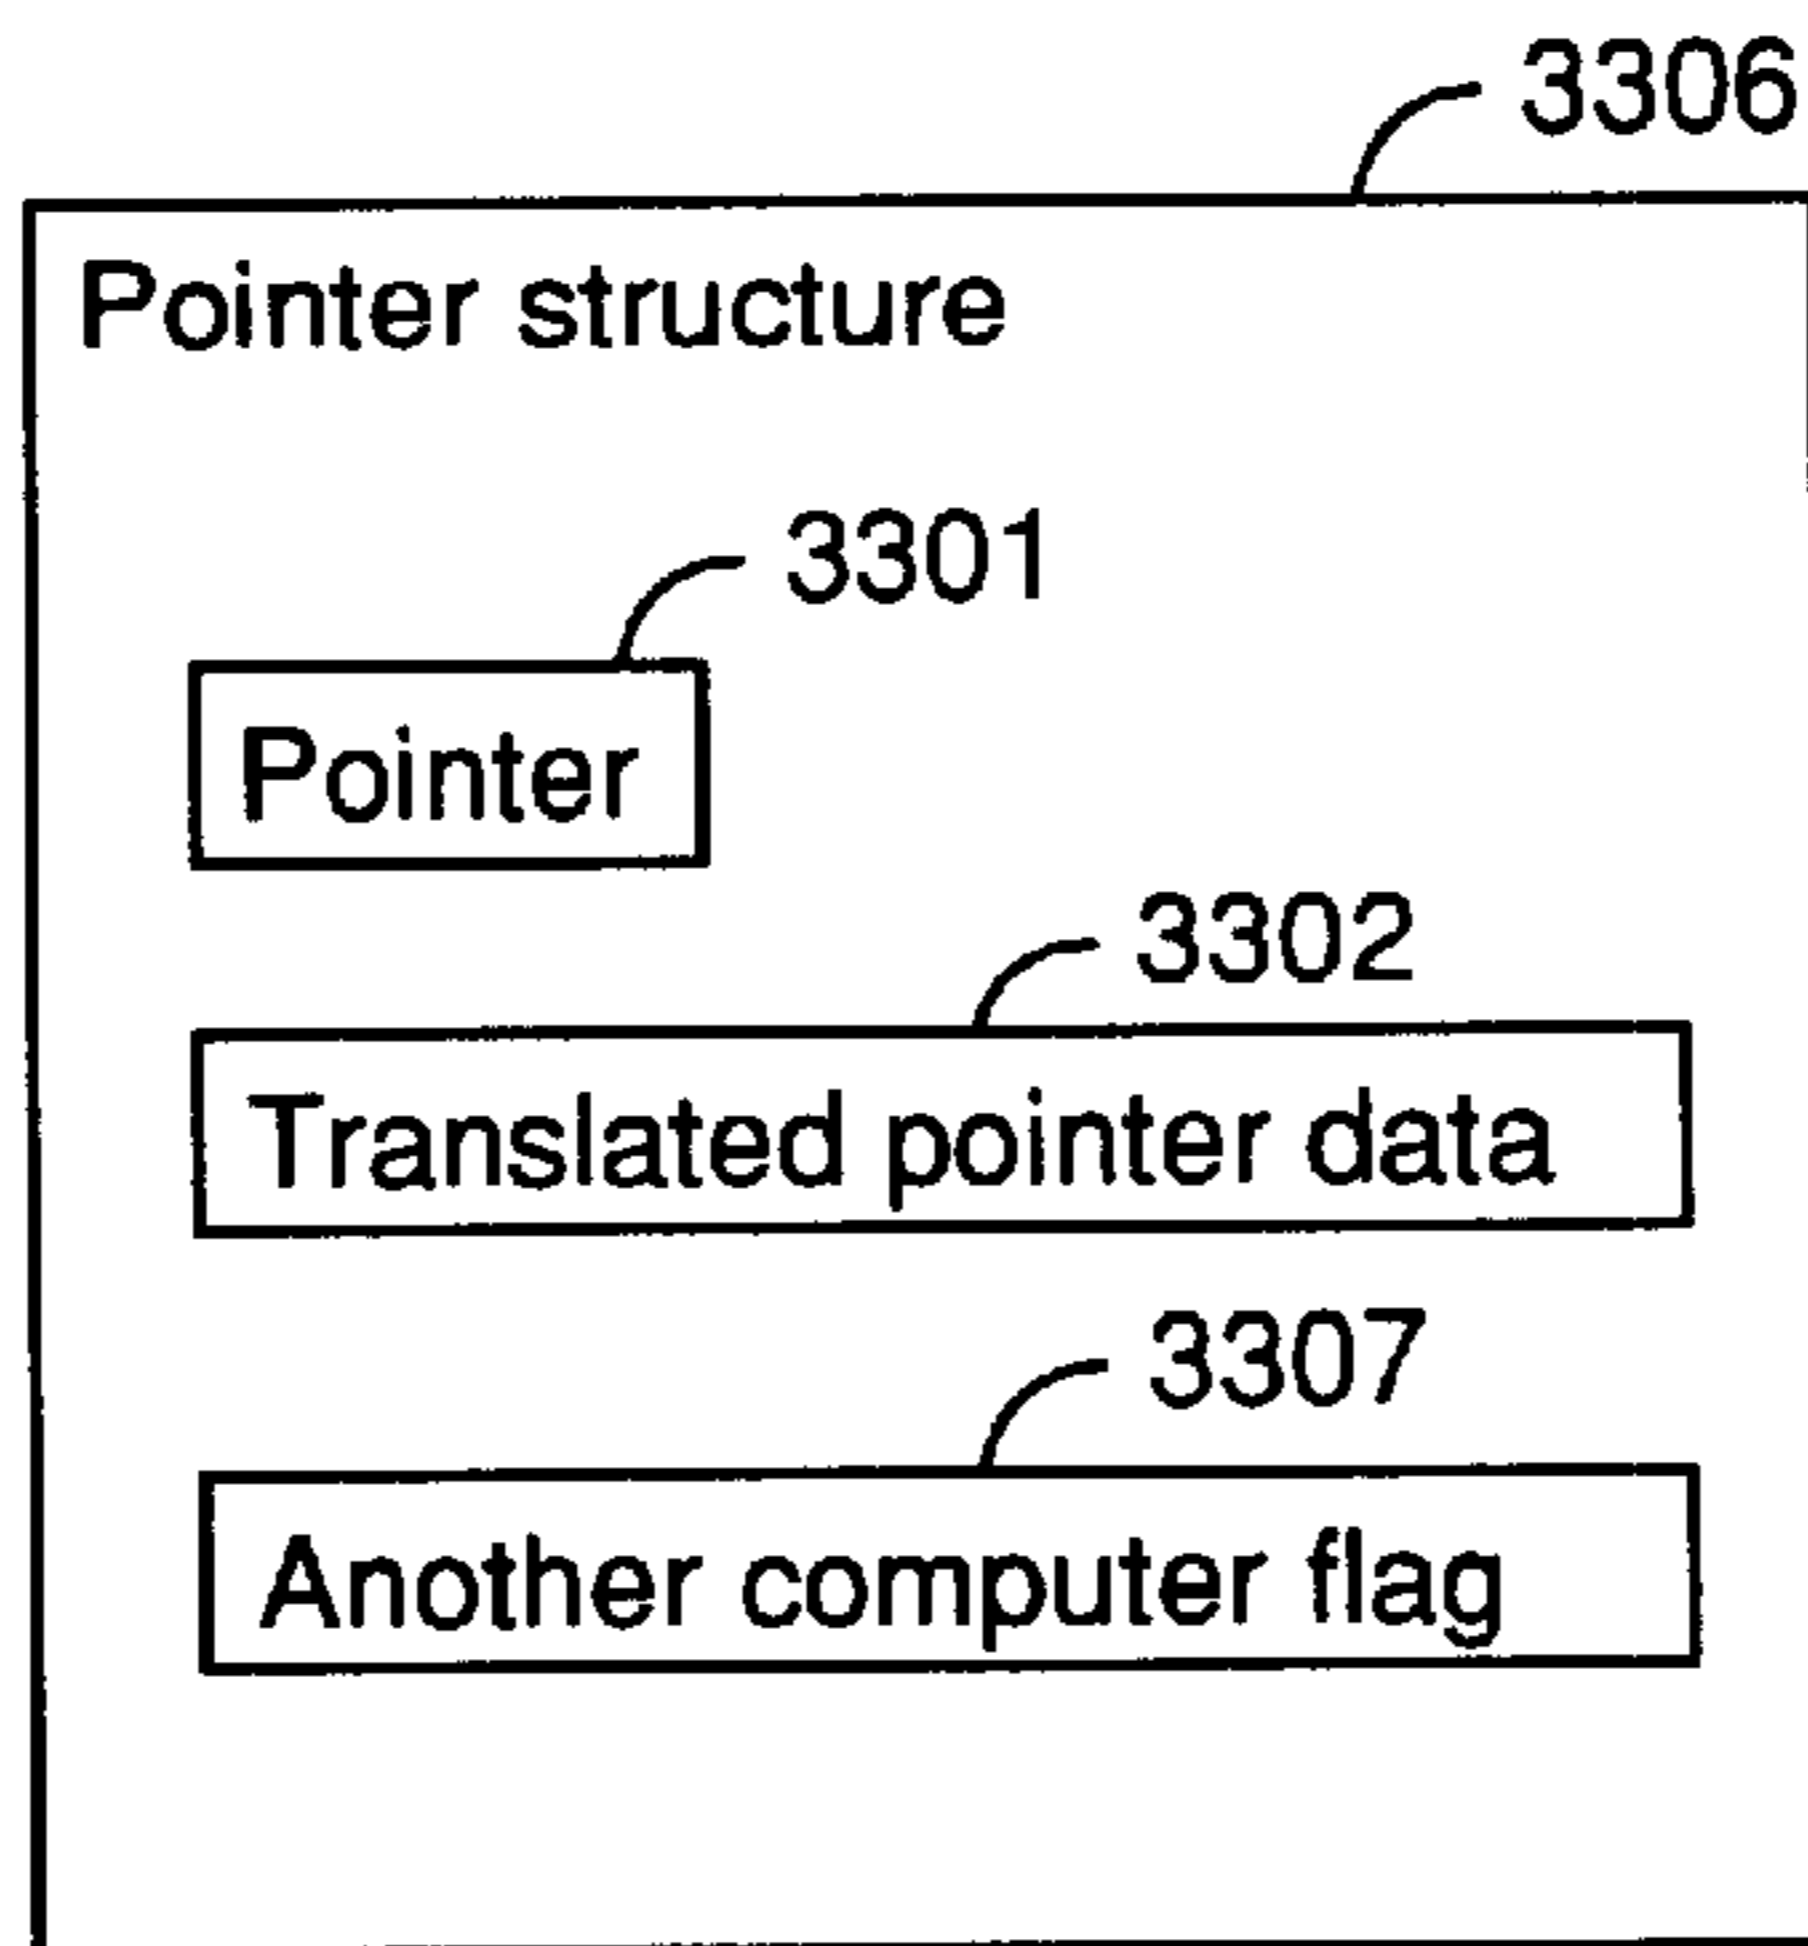 3306
Pointer structure
3301
Pointer
3302
Translated pointer data
3307
Another computer flag